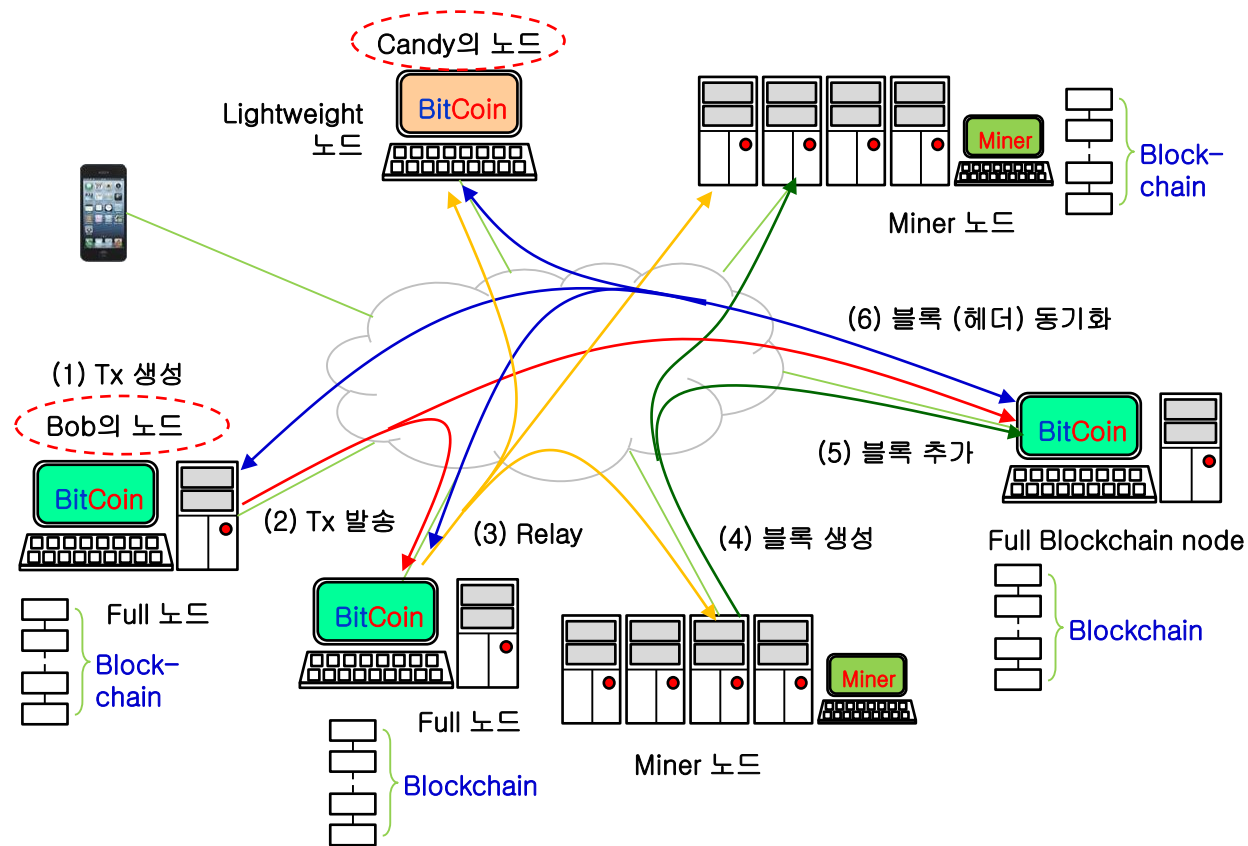 Candy의 노드
BitCoin
Lightweight
노드
Miner
Block-
chain
Miner 노드
(6) 블록 (헤더) 동기화
(1) Tx 생성
Bob의 노드
BitCoin
BitCoin
(5) 블록 추가
(2) Tx 발송
(3) Relay
(4) 블록 생성
Full Blockchain node
Full 노드
BitCoin
Blockchain
Block-
chain
Miner
Full 노드
Miner 노드
Blockchain